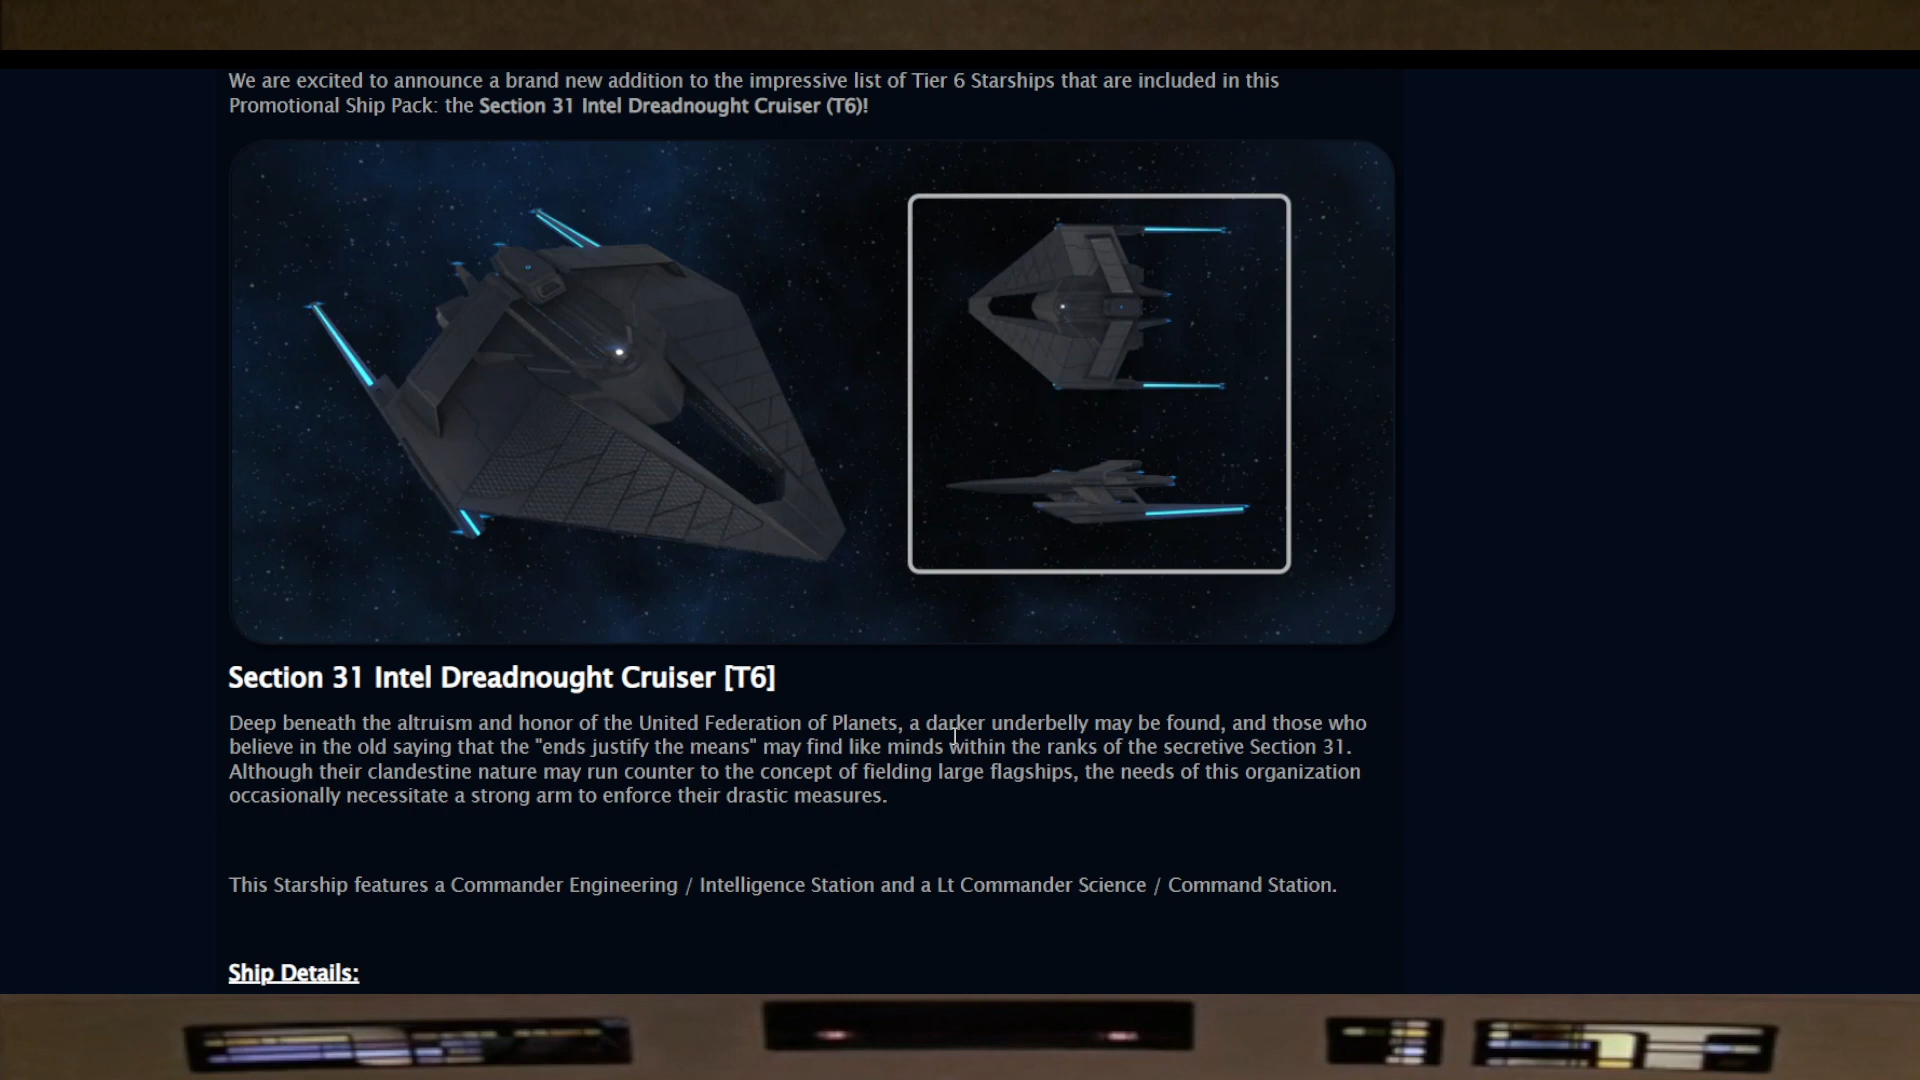 We are excited to announce a brand new addition to the impressive list of Tier 6 Starships that are included in this
Promotional Ship Pack: the Section 31 Intel Dreadnought Cruiser (T6)!
Section 31 Intel Dreadnought Cruiser [T6]
Deep beneath the altruism and honor of the United Federation of Planets, a darker underbelly may be found, and those who
believe in the old saying that the "ends justify the means" may find like minds within the ranks of the secretive Section 31.
Although their clandestine nature may run counter to the concept of fielding large flagships, the needs of this organization
occasionally necessitate a strong arm to enforce their drastic measures.
This Starship features a Commander Engineering / Intelligence Station and a Lt Commander Science / Command Station.
Ship Details: